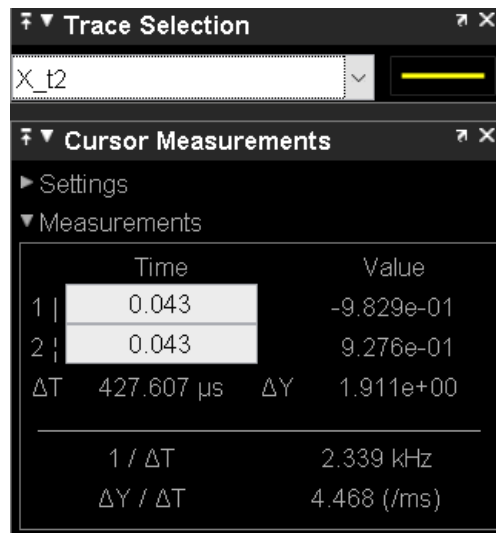 Trace Selection
X_t2
Cursor Measurements
Settings
Measurements
Time Value
1 | 0.043 -9.829e-01
2 ¦ 0.043 9.276e-01
ΔT 427.607 µs ΔY 1.911e+00
1 / ΔT 2.339 kHz
ΔY / ΔT 4.468 (/ms)